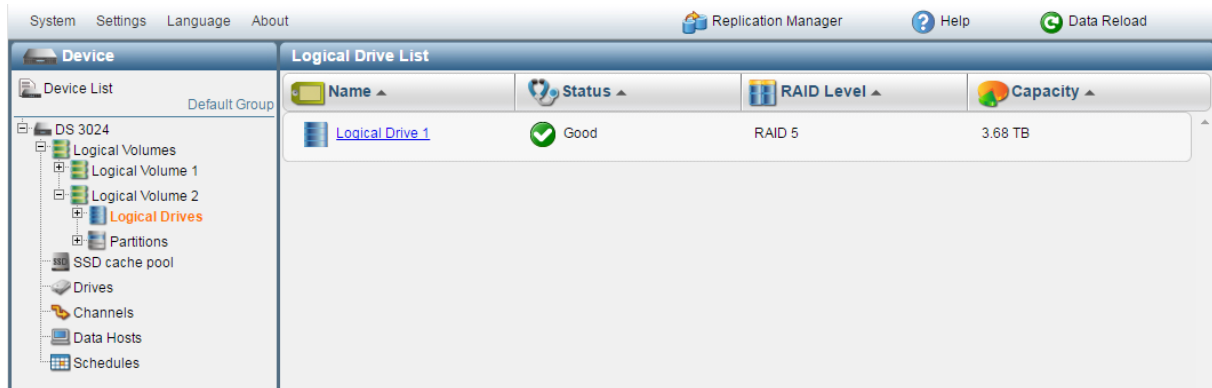 System Settings Language About Replication Manager Help Data Reload
Device
Device List
Default Group
DS 3024
Logical Volumes
Logical Volume 1
Logical Volume 2
Logical Drives
Partitions
SSD cache pool
Drives
Channels
Data Hosts
Schedules
Logical Drive List
Name Status RAID Level Capacity
Logical Drive 1 Good RAID 5 3.68 TB